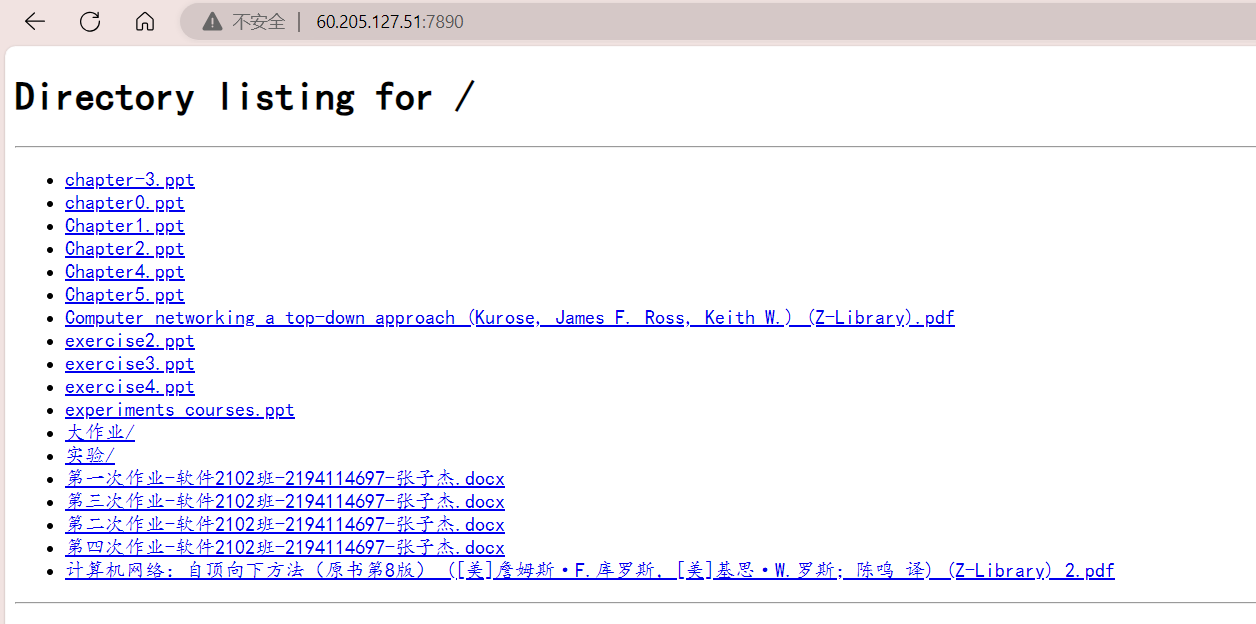 不安全 | 60.205.127.51:7890
Directory listing for /
chapter-3.ppt
chapter0.ppt
Chapter1.ppt
Chapter2.ppt
Chapter4.ppt
Chapter5.ppt
Computer networking a top-down approach (Kurose, James F. Ross, Keith W.) (Z-Library).pdf
exercise2.ppt
exercise3.ppt
exercise4.ppt
experiments courses.ppt
大作业/
实验/
第一次作业-软件2102班-2194114697-张子杰.docx
第三次作业-软件2102班-2194114697-张子杰.docx
第二次作业-软件2102班-2194114697-张子杰.docx
第四次作业-软件2102班-2194114697-张子杰.docx
计算机网络：自顶向下方法（原书第8版） （[美]詹姆斯·F.库罗斯，[美]基思·W.罗斯；陈鸣 译）（Z-Library） 2.pdf